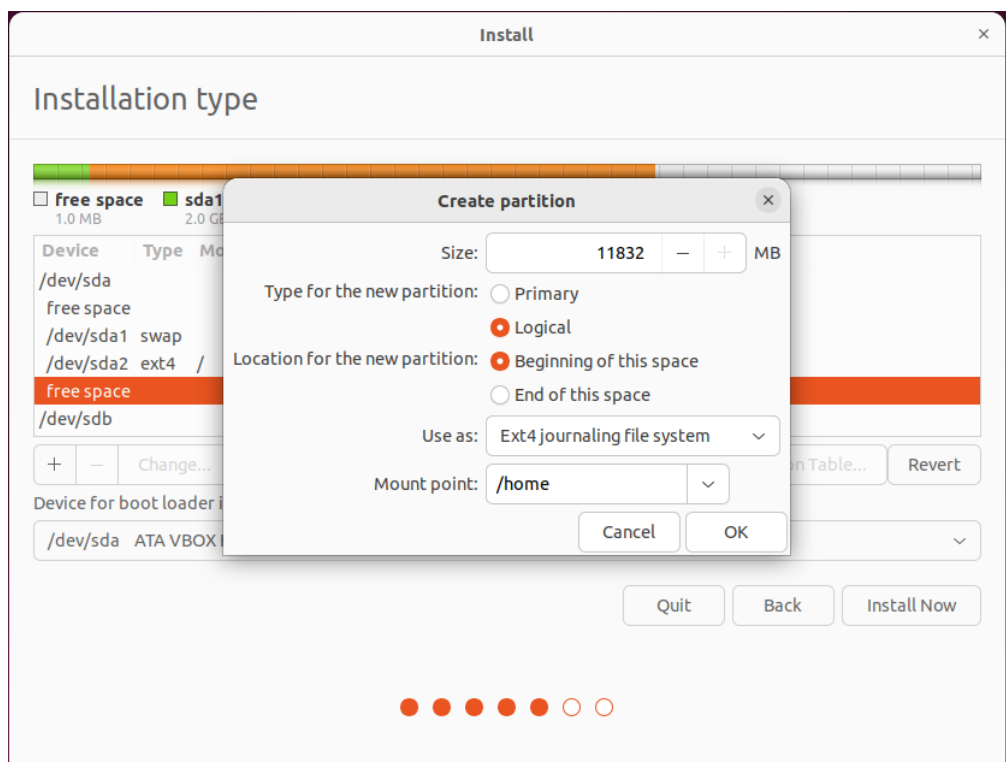 Install
Installation type
free space sda1
1.0 MB 2.0
Create partition
Size: 11832 MB
Type for the new partition: Primary
Logical
Location for the new partition: Beginning of this space
End of this space
Use as: Ext4 journaling file system
Mount point: /home
Cancel OK
Device Type
/dev/sda
free space
/dev/sda1 swap
/dev/sda2 ext4 /
free space
/dev/sdb
+ − Change... Table... Revert
Device for boot loader
/dev/sda ATA VBOX
Quit Back Install Now